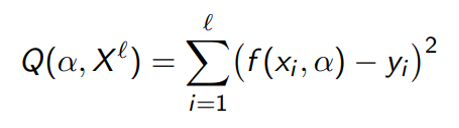 Q(α, X^ℓ) = ∑_{i=1}^{ℓ} (f(x_i, α) − y_i)^2